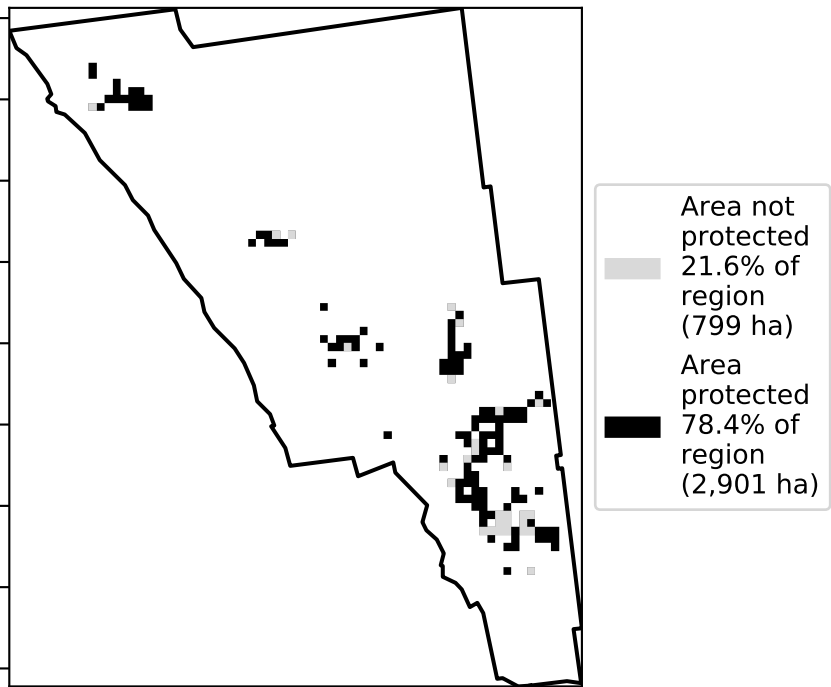 Area not
protected
21.6% of
region
(799 ha)
Area
protected
78.4% of
region
(2,901 ha)